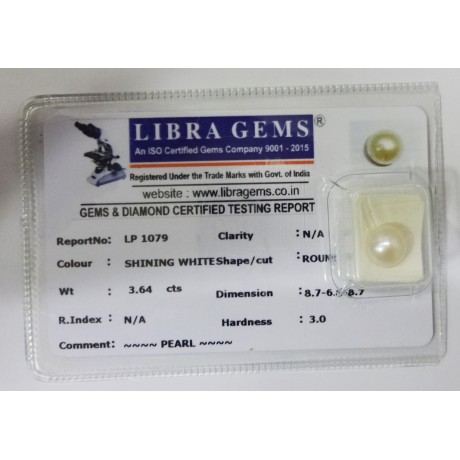 LIBRA GEMS ®
An ISO Certified Gems Company 9001 - 2015
Registered Under the Trade Marks with Govt. of India
website : www.libragems.co.in
GEMS & DIAMOND CERTIFIED TESTING REPORT
ReportNo: LP 1079 Clarity : N/A
Colour : SHINING WHITE Shape/cut : ROUN
Wt : 3.64 cts Dimension : 8.7-6. 8.7
R.Index : N/A Hardness : 3.0
Comment: ~~~~ PEARL ~~~~